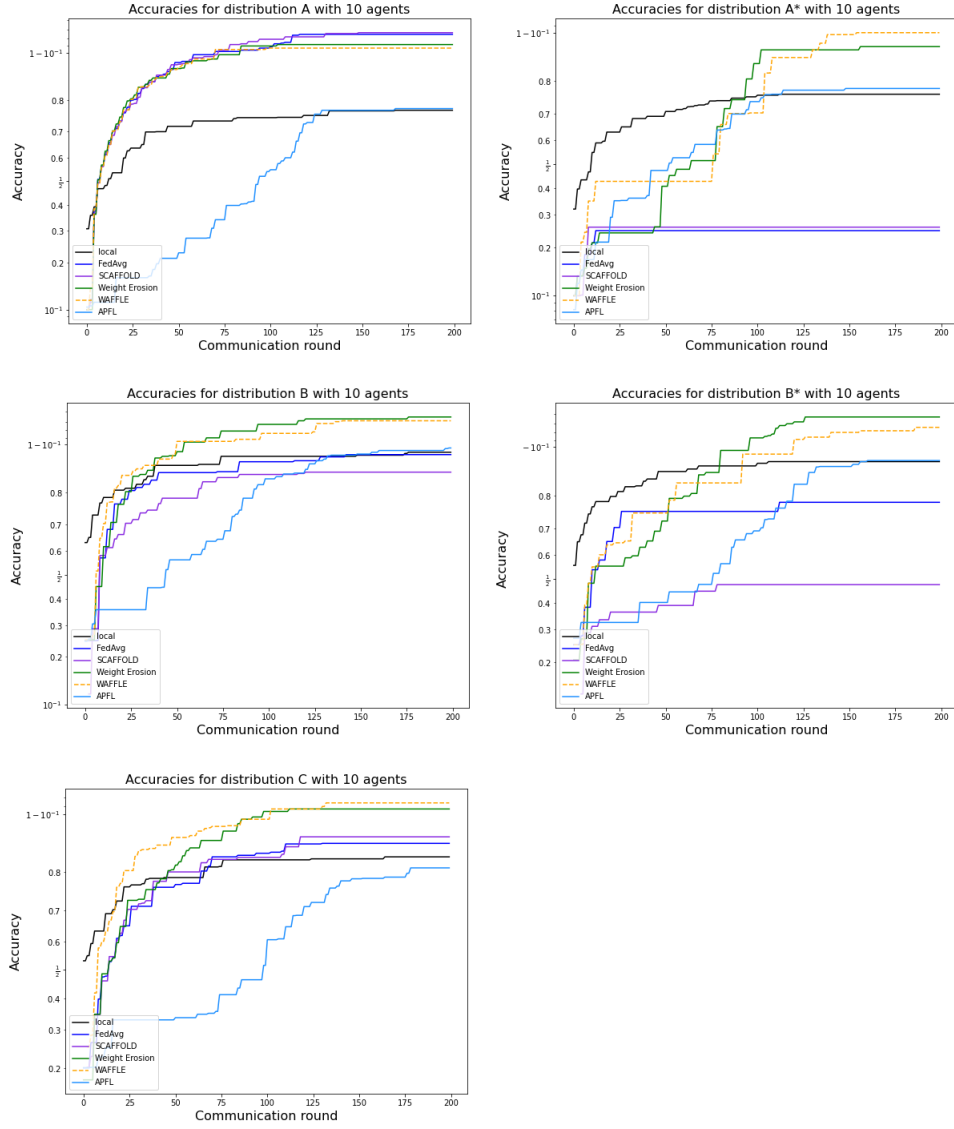 Accuracies for distribution A with 10 agents
1 − 10⁻¹
0.8
0.7
0.6
½
0.4
0.3
0.2
10⁻¹
Accuracy
local
FedAvg
SCAFFOLD
Weight Erosion
WAFFLE
APFL
0 25 50 75 100 125 150 175 200
Communication round
Accuracies for distribution A* with 10 agents
1 − 10⁻¹
0.8
0.7
0.6
½
0.4
0.3
0.2
10⁻¹
Accuracy
local
FedAvg
SCAFFOLD
Weight Erosion
WAFFLE
APFL
0 25 50 75 100 125 150 175 200
Communication round
Accuracies for distribution B with 10 agents
1 − 10⁻¹
0.8
0.7
0.6
½
0.4
0.3
0.2
10⁻¹
Accuracy
local
FedAvg
SCAFFOLD
Weight Erosion
WAFFLE
APFL
0 25 50 75 100 125 150 175 200
Communication round
Accuracies for distribution B* with 10 agents
−10⁻¹
0.8
0.7
0.6
½
0.4
0.3
0.2
Accuracy
local
FedAvg
SCAFFOLD
Weight Erosion
WAFFLE
APFL
0 25 50 75 100 125 150 175 200
Communication round
Accuracies for distribution C with 10 agents
1 − 10⁻¹
0.8
0.7
0.6
½
0.4
0.3
0.2
Accuracy
local
FedAvg
SCAFFOLD
Weight Erosion
WAFFLE
APFL
0 25 50 75 100 125 150 175 200
Communication round